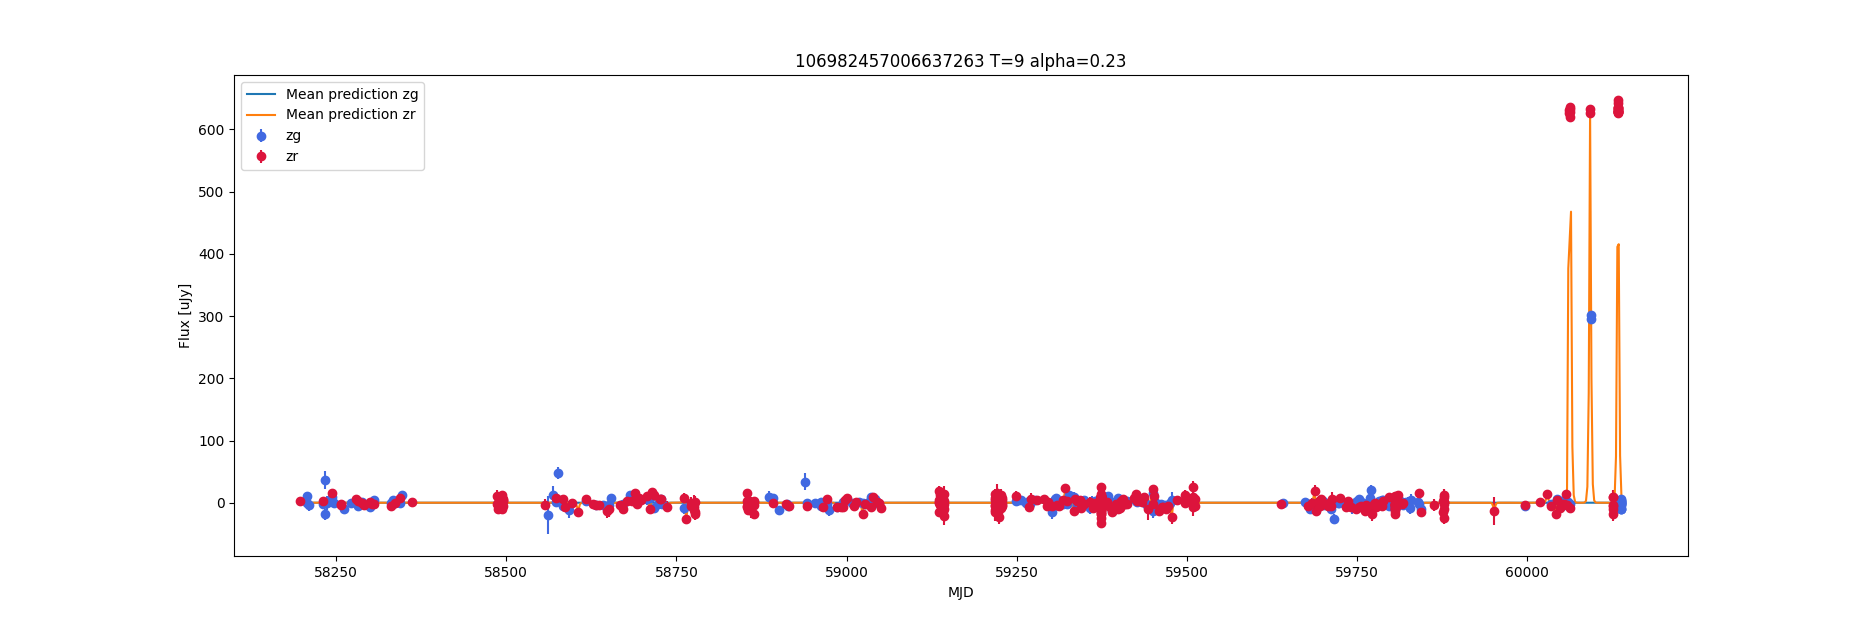 106982457006637263 T=9 alpha=0.23
Mean prediction zg
Mean prediction zr
zg
zr
600
500
400
300
200
100
0
Flux [uJy]
58250
58500
58750
59000
59250
59500
59750
60000
MJD